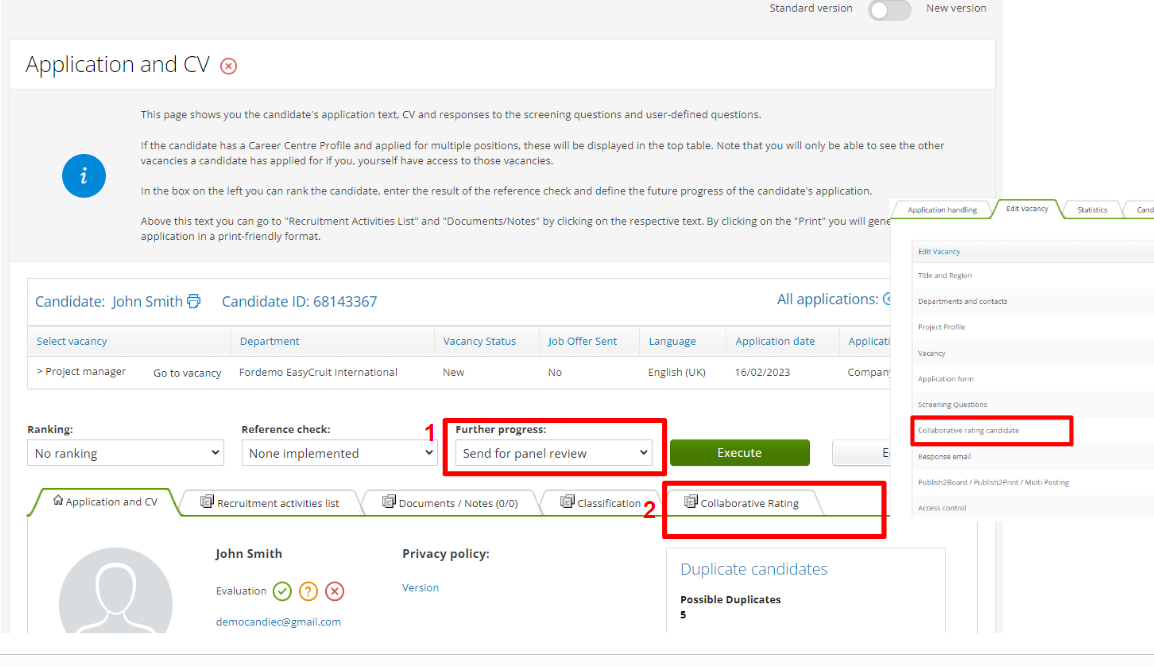 Standard version
New version
Application and CV
This page shows you the candidate's application text, CV and responses to the screening questions and user-defined questions.
If the candidate has a Career Centre Profile and applied for multiple positions, these will be displayed in the top table. Note that you will only be able to see the other
vacancies a candidate has applied for if you, yourself have access to those vacancies.
In the box on the left you can rank the candidate, enter the result of the reference check and define the future progress of the candidate's application.
Above this text you can go to "Recruitment Activities List" and "Documents/Notes" by clicking on the respective text. By clicking on the "Print" you will gene
application in a print-friendly format.
Candidate: John Smith
Candidate ID: 68143367
All applications:
Select vacancy
Department
Vacancy Status
Job Offer Sent
Language
Application date
Applicati
> Project manager
Go to vacancy
Fordemo EasyCruit International
New
No
English (UK)
16/02/2023
Company
Ranking:
Reference check:
1
Further progress:
No ranking
None implemented
Send for panel review
Execute
E
Application and CV
Recruitment activities list
Documents / Notes (0/0)
Classification
2
Collaborative Rating
John Smith
Privacy policy:
Evaluation
Version
democandiec@gmail.com
Duplicate candidates
Possible Duplicates
5
Application handling
Edit Vacancy
Statistics
Cand
Edit Vacancy
Title and Region
Departments and contacts
Project Profile
Vacancy
Application form
Screening Questions
Collaborative rating candidate
Response email
Publish2Board / Publish2Print / Multi Posting
Access control